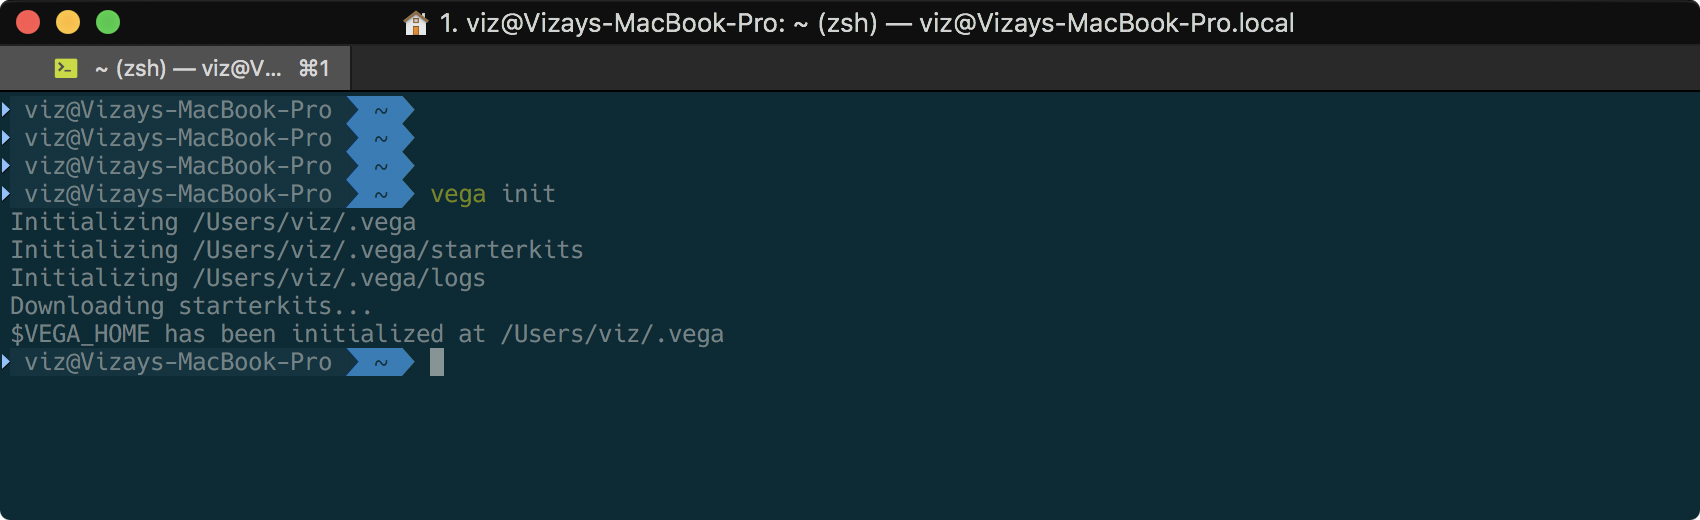 1. viz@Vizays-MacBook-Pro: ~ (zsh) — viz@Vizays-MacBook-Pro.local
~ (zsh) — viz@V... ⌘1
viz@Vizays-MacBook-Pro ~
viz@Vizays-MacBook-Pro ~
viz@Vizays-MacBook-Pro ~
viz@Vizays-MacBook-Pro ~ vega init
Initializing /Users/viz/.vega
Initializing /Users/viz/.vega/starterkits
Initializing /Users/viz/.vega/logs
Downloading starterkits...
$VEGA_HOME has been initialized at /Users/viz/.vega
viz@Vizays-MacBook-Pro ~